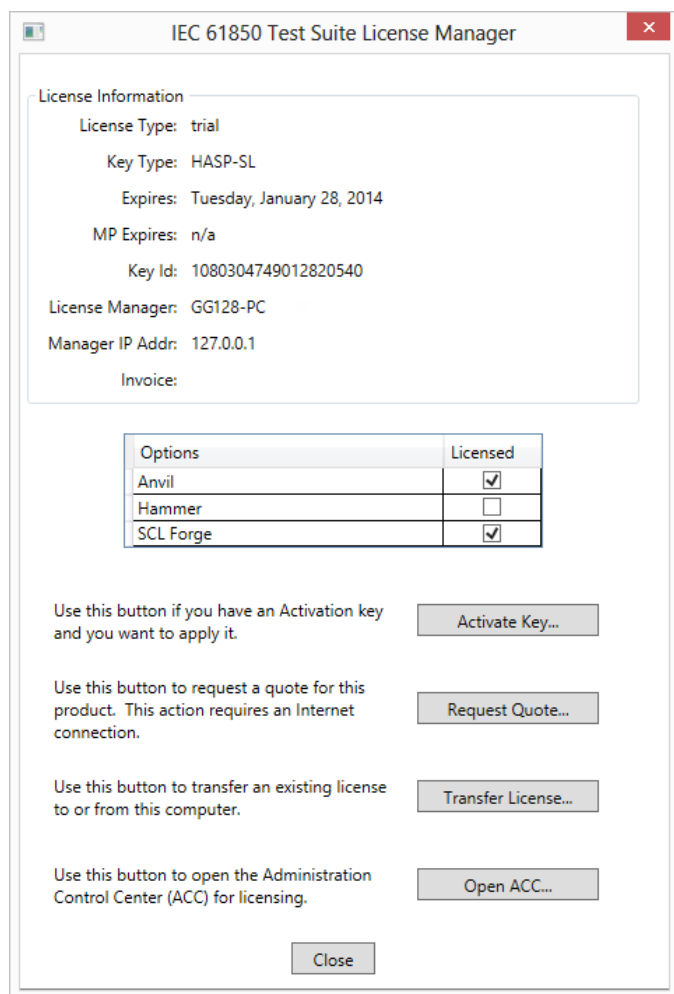 IEC 61850 Test Suite License Manager
License Information
License Type: trial
Key Type: HASP-SL
Expires: Tuesday, January 28, 2014
MP Expires: n/a
Key Id: 1080304749012820540
License Manager: GG128-PC
Manager IP Addr: 127.0.0.1
Invoice:
Options Licensed
Anvil
Hammer
SCL Forge
Use this button if you have an Activation key
and you want to apply it.
Activate Key...
Use this button to request a quote for this
product. This action requires an Internet
connection.
Request Quote...
Use this button to transfer an existing license
to or from this computer.
Transfer License...
Use this button to open the Administration
Control Center (ACC) for licensing.
Open ACC...
Close